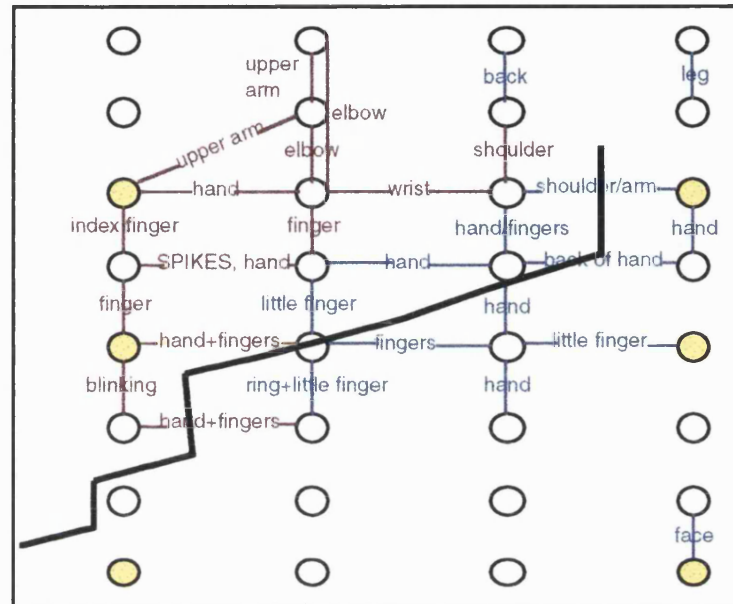 upper
arm
back
leg
elbow
upper arm
elbow
shoulder
hand
wrist
shoulder/arm
index finger
finger
hand/fingers
hand
SPIKES, hand
hand
back of hand
finger
little finger
hand
hand+fingers
fingers
little finger
blinking
ring+little finger
hand
hand+fingers
face